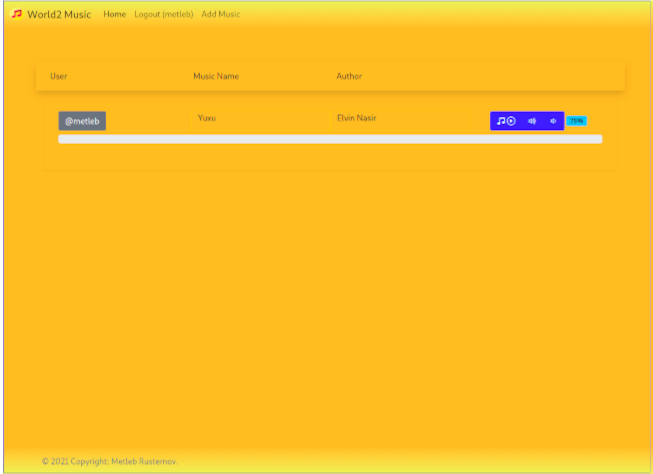 World2 Music Home Logout (metleb) Add Music
User Music Name Author
@metleb Yuxu Elvin Nasir 75%
© 2021 Copyright: Metleb Rustemov.